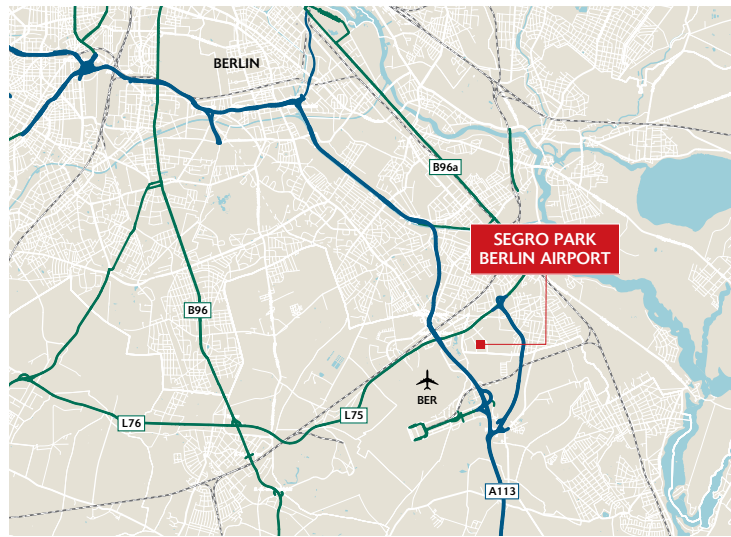 BERLIN
B96a
SEGRO PARK
BERLIN AIRPORT
B96
BER
L75
L76
A113